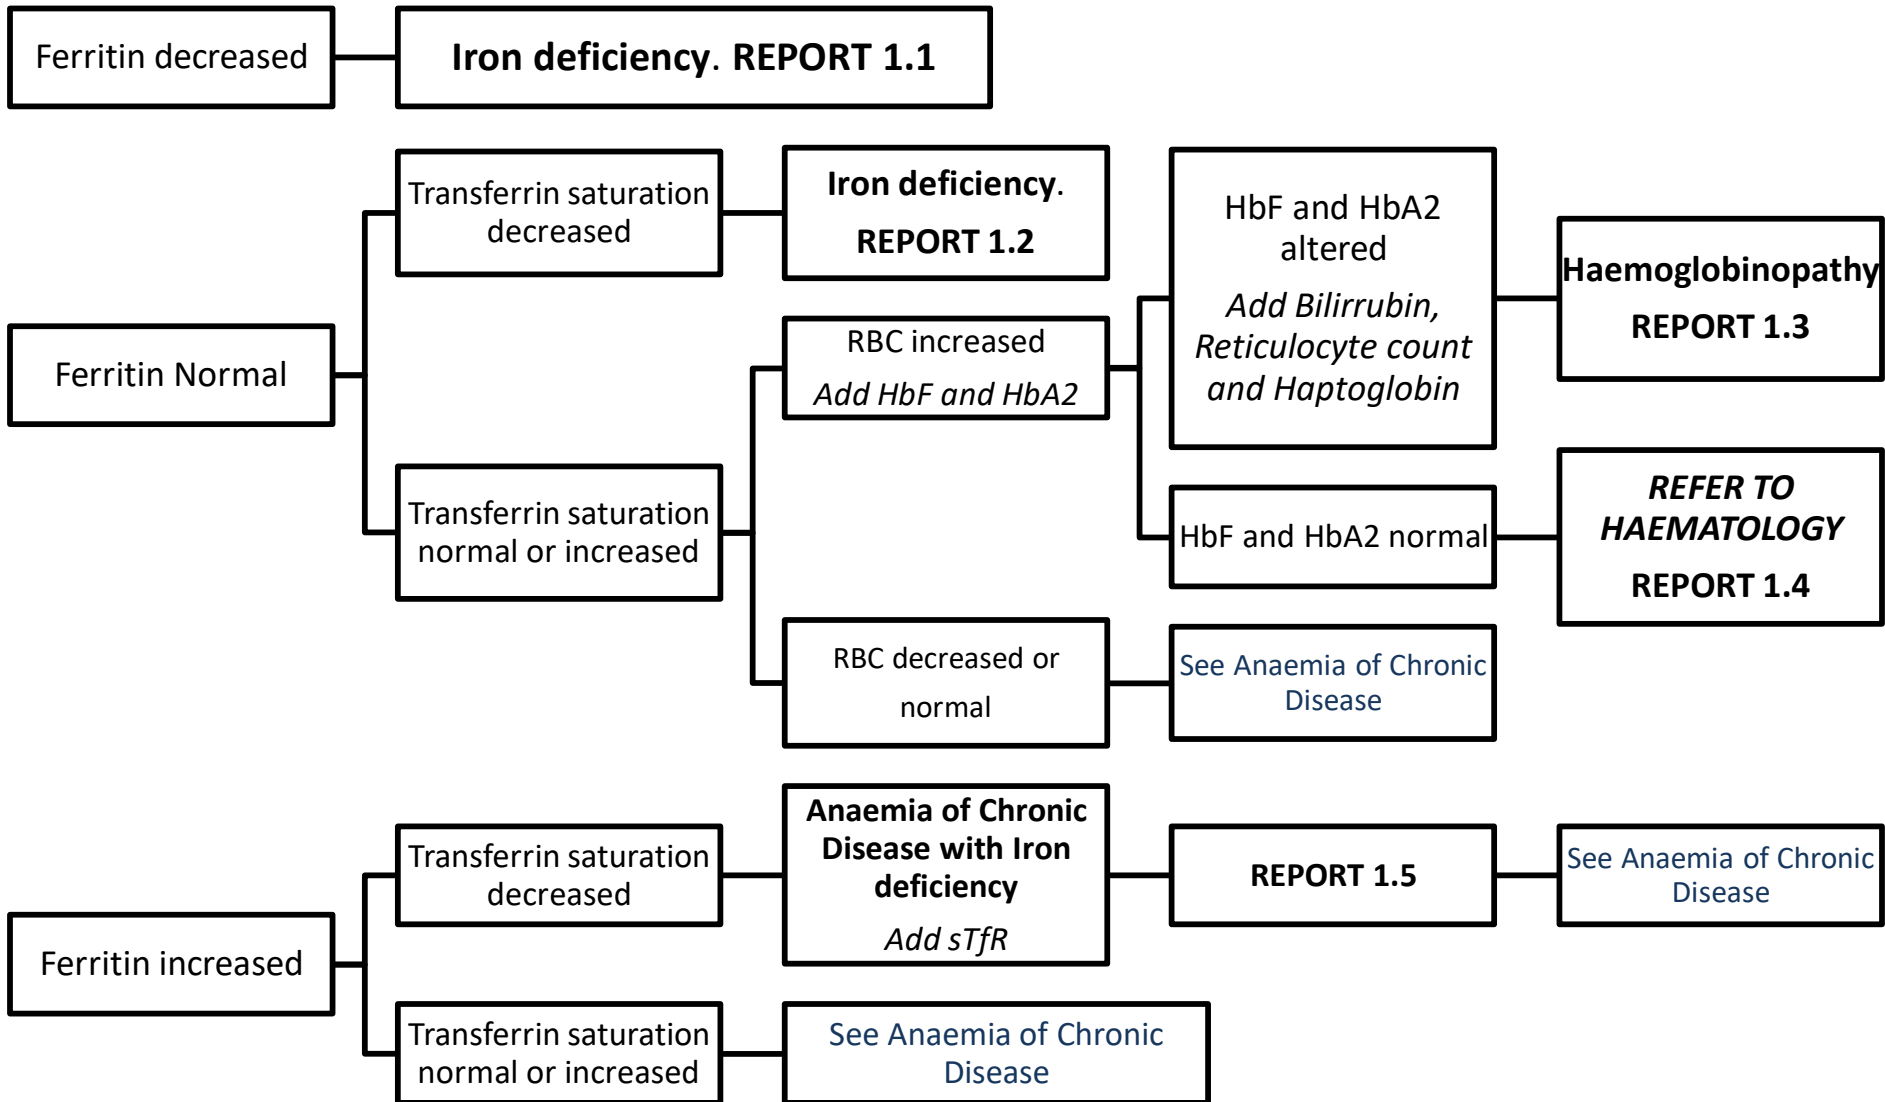 Ferritin decreased
Iron deficiency. REPORT 1.1
Ferritin Normal
Transferrin saturation
decreased
Iron deficiency.
REPORT 1.2
Transferrin saturation
normal or increased
RBC increased
Add HbF and HbA2
HbF and HbA2
altered
Add Bilirrubin,
Reticulocyte count
and Haptoglobin
Haemoglobinopathy
REPORT 1.3
HbF and HbA2 normal
REFER TO
HAEMATOLOGY
REPORT 1.4
RBC decreased or
normal
See Anaemia of Chronic
Disease
Ferritin increased
Transferrin saturation
decreased
Anaemia of Chronic
Disease with Iron
deficiency
Add sTfR
REPORT 1.5
See Anaemia of Chronic
Disease
Transferrin saturation
normal or increased
See Anaemia of Chronic
Disease